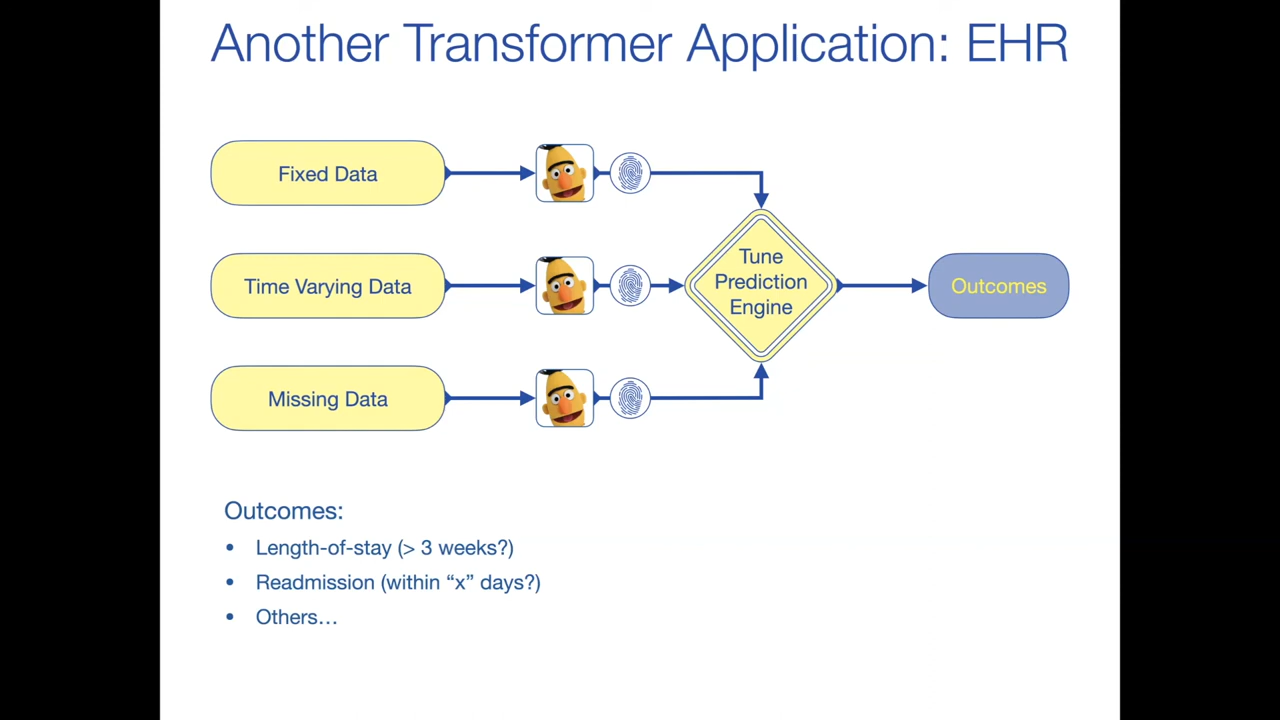 Another Transformer Application: EHR
Fixed Data
Time Varying Data
Missing Data
Tune
Prediction
Engine
Outcomes
Outcomes:
• Length-of-stay (> 3 weeks?)
• Readmission (within “x” days?)
• Others…